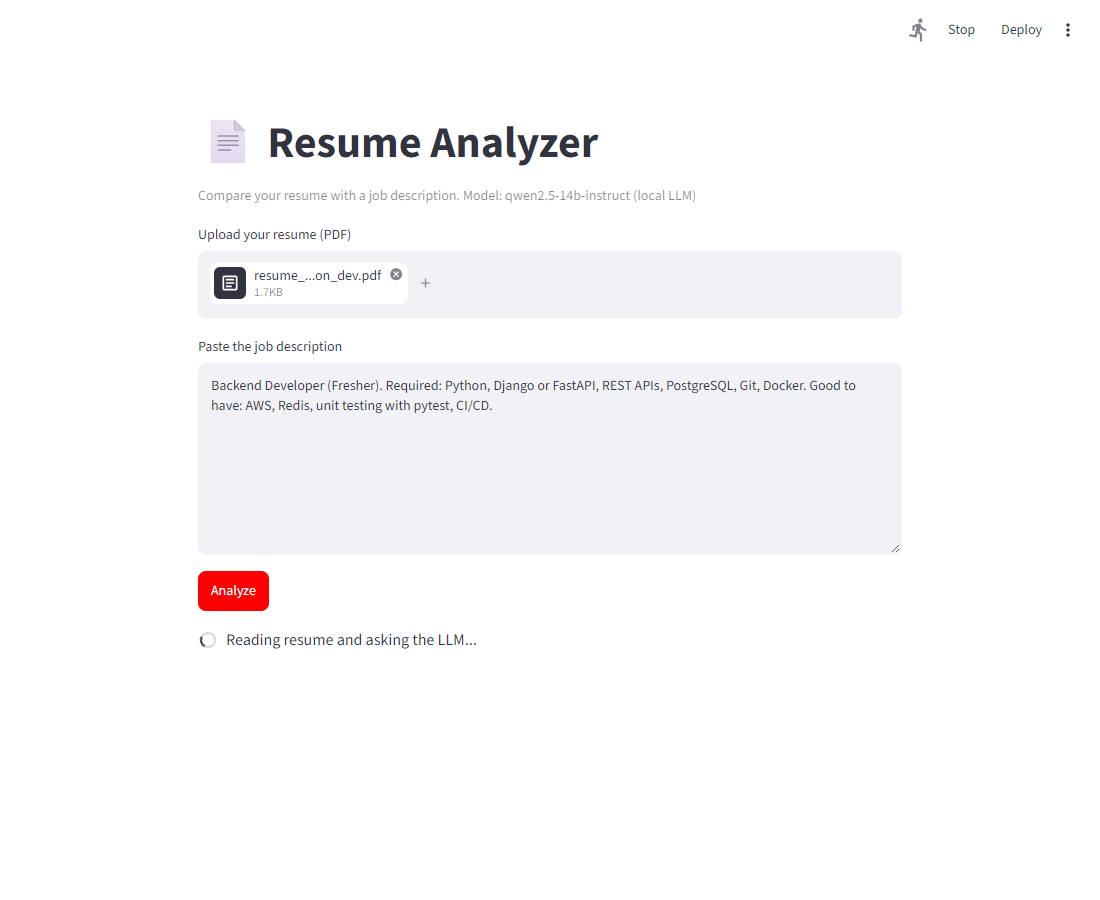 Stop
Deploy
Resume Analyzer
Compare your resume with a job description. Model: qwen2.5-14b-instruct (local LLM)
Upload your resume (PDF)
resume_...on_dev.pdf
1.7KB
Paste the job description
Backend Developer (Fresher). Required: Python, Django or FastAPI, REST APIs, PostgreSQL, Git, Docker. Good to
have: AWS, Redis, unit testing with pytest, CI/CD.
Analyze
Reading resume and asking the LLM...